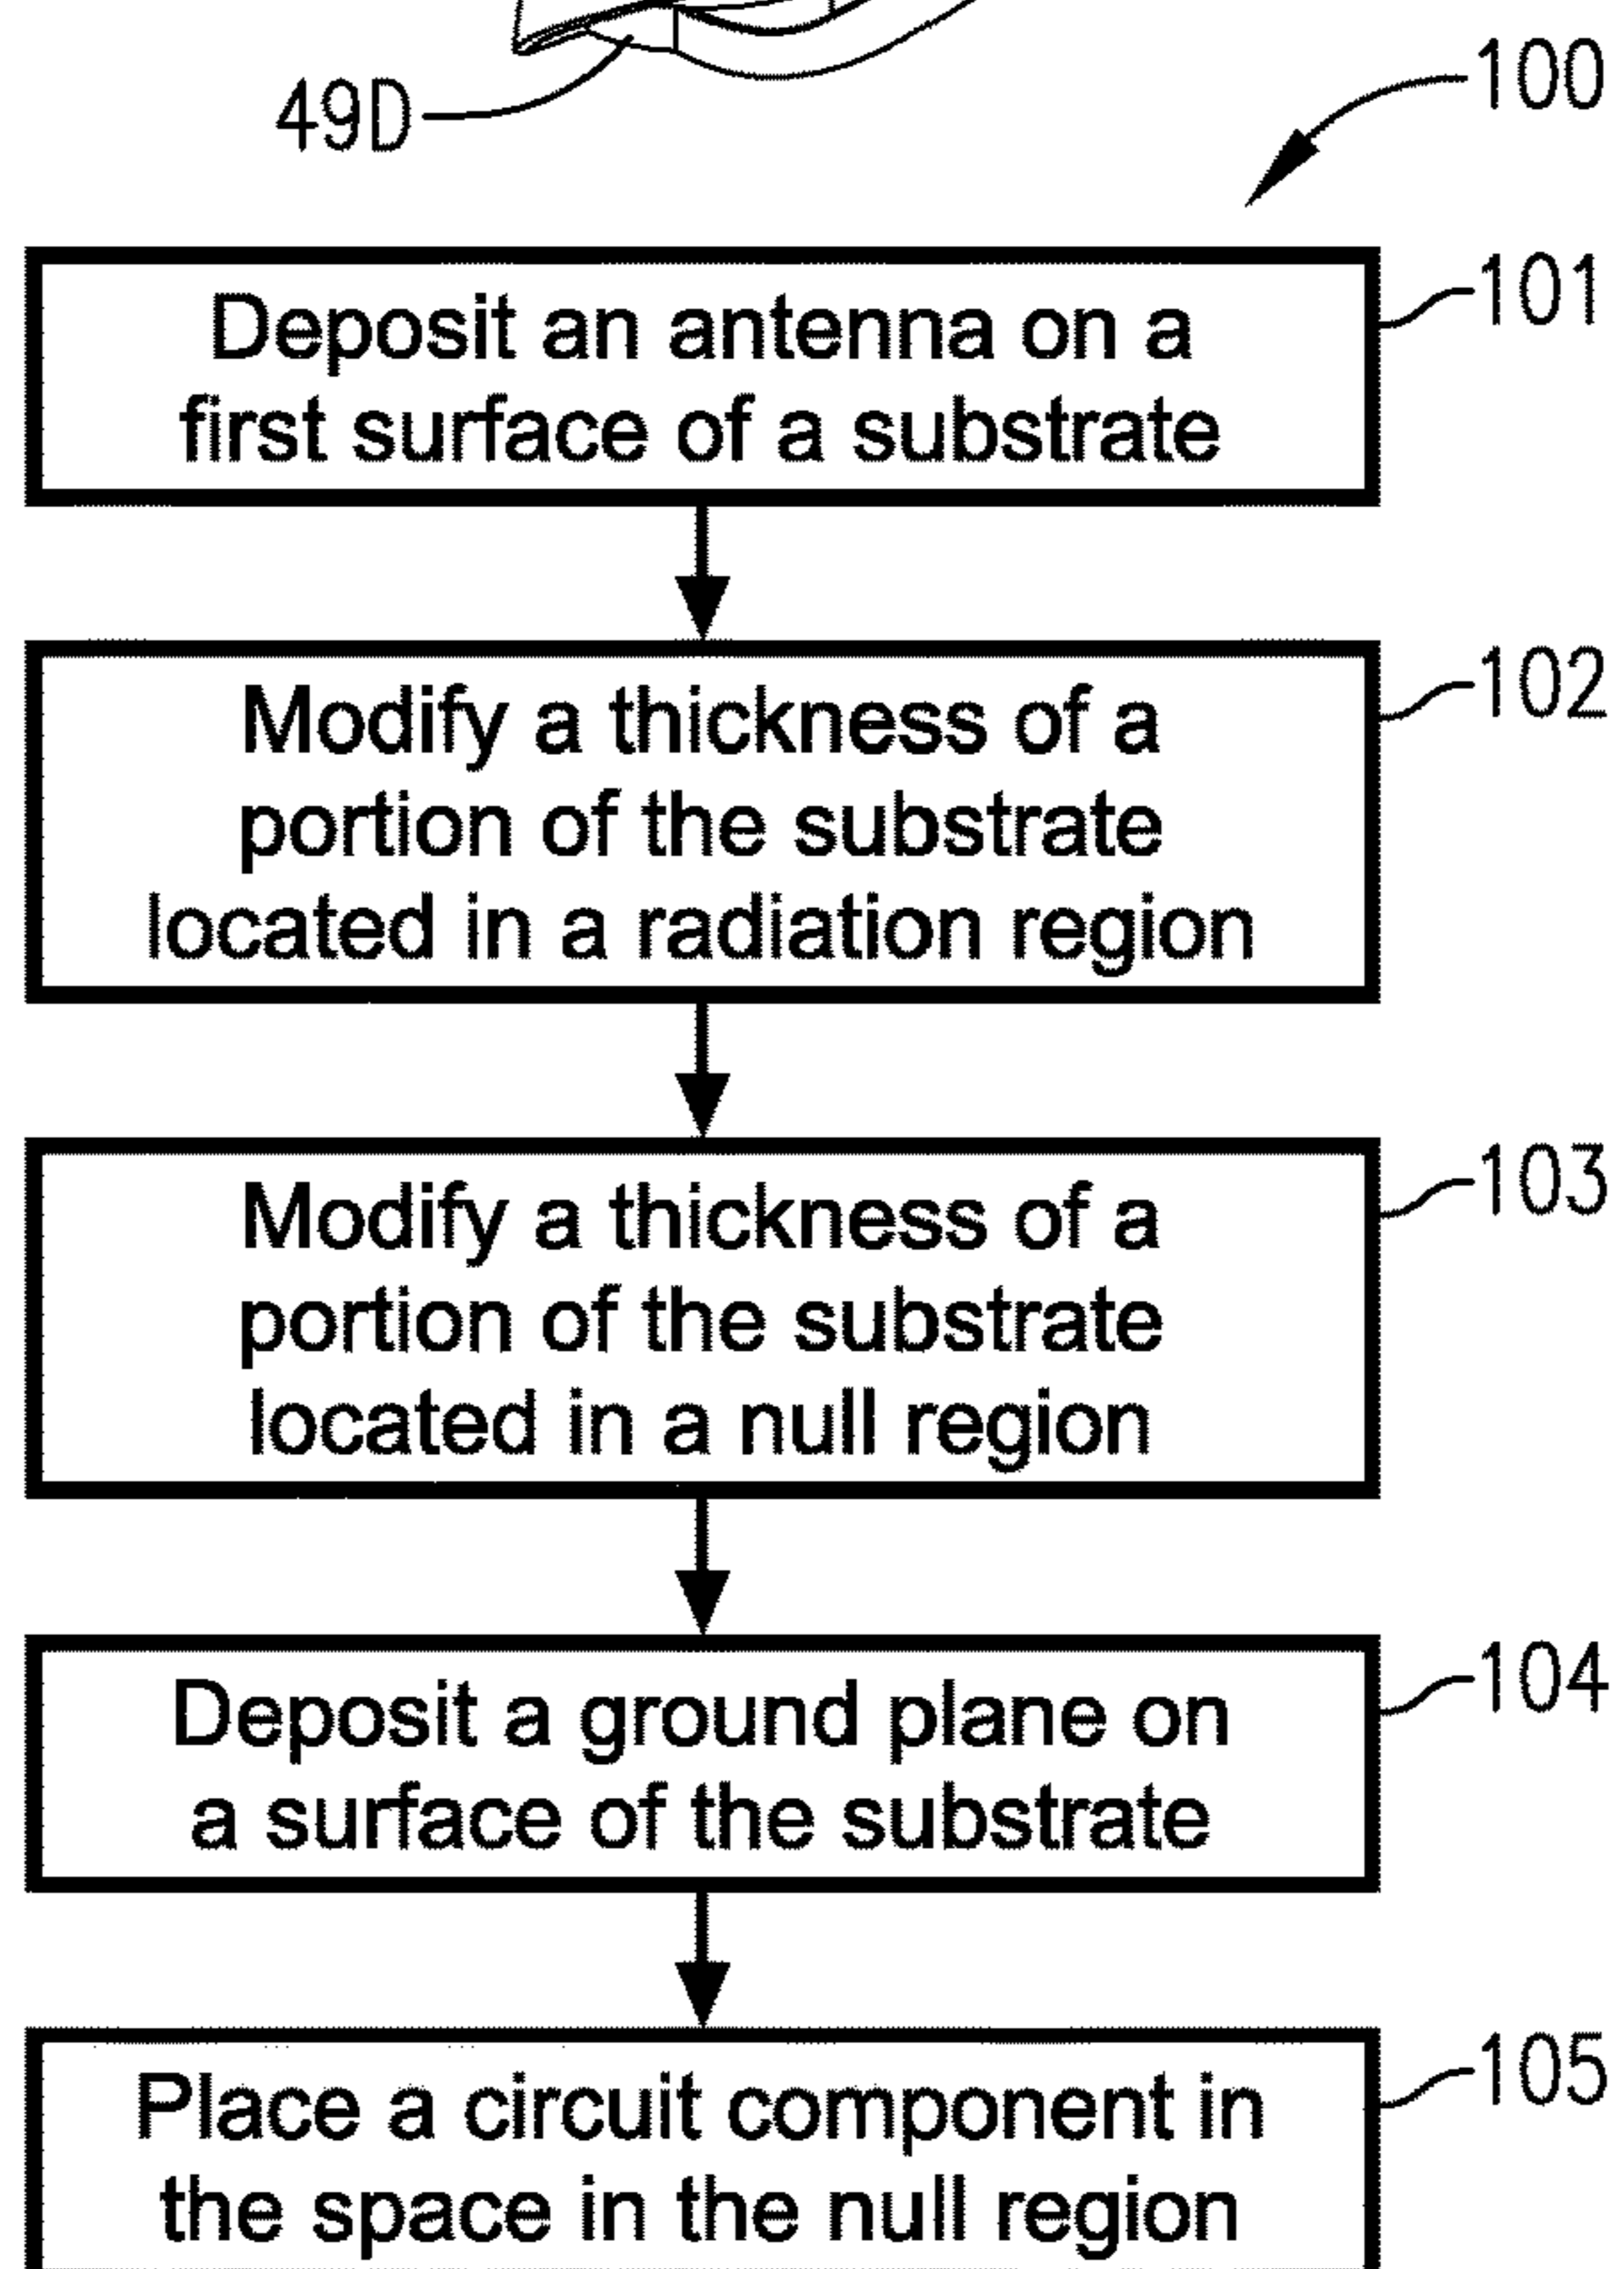 49D
100
Deposit an antenna on a
first surface of a substrate
101
Modify a thickness of a
portion of the substrate
located in a radiation region
102
Modify a thickness of a
portion of the substrate
located in a null region
103
Deposit a ground plane on
a surface of the substrate
104
Place a circuit component in
the space in the null region
105